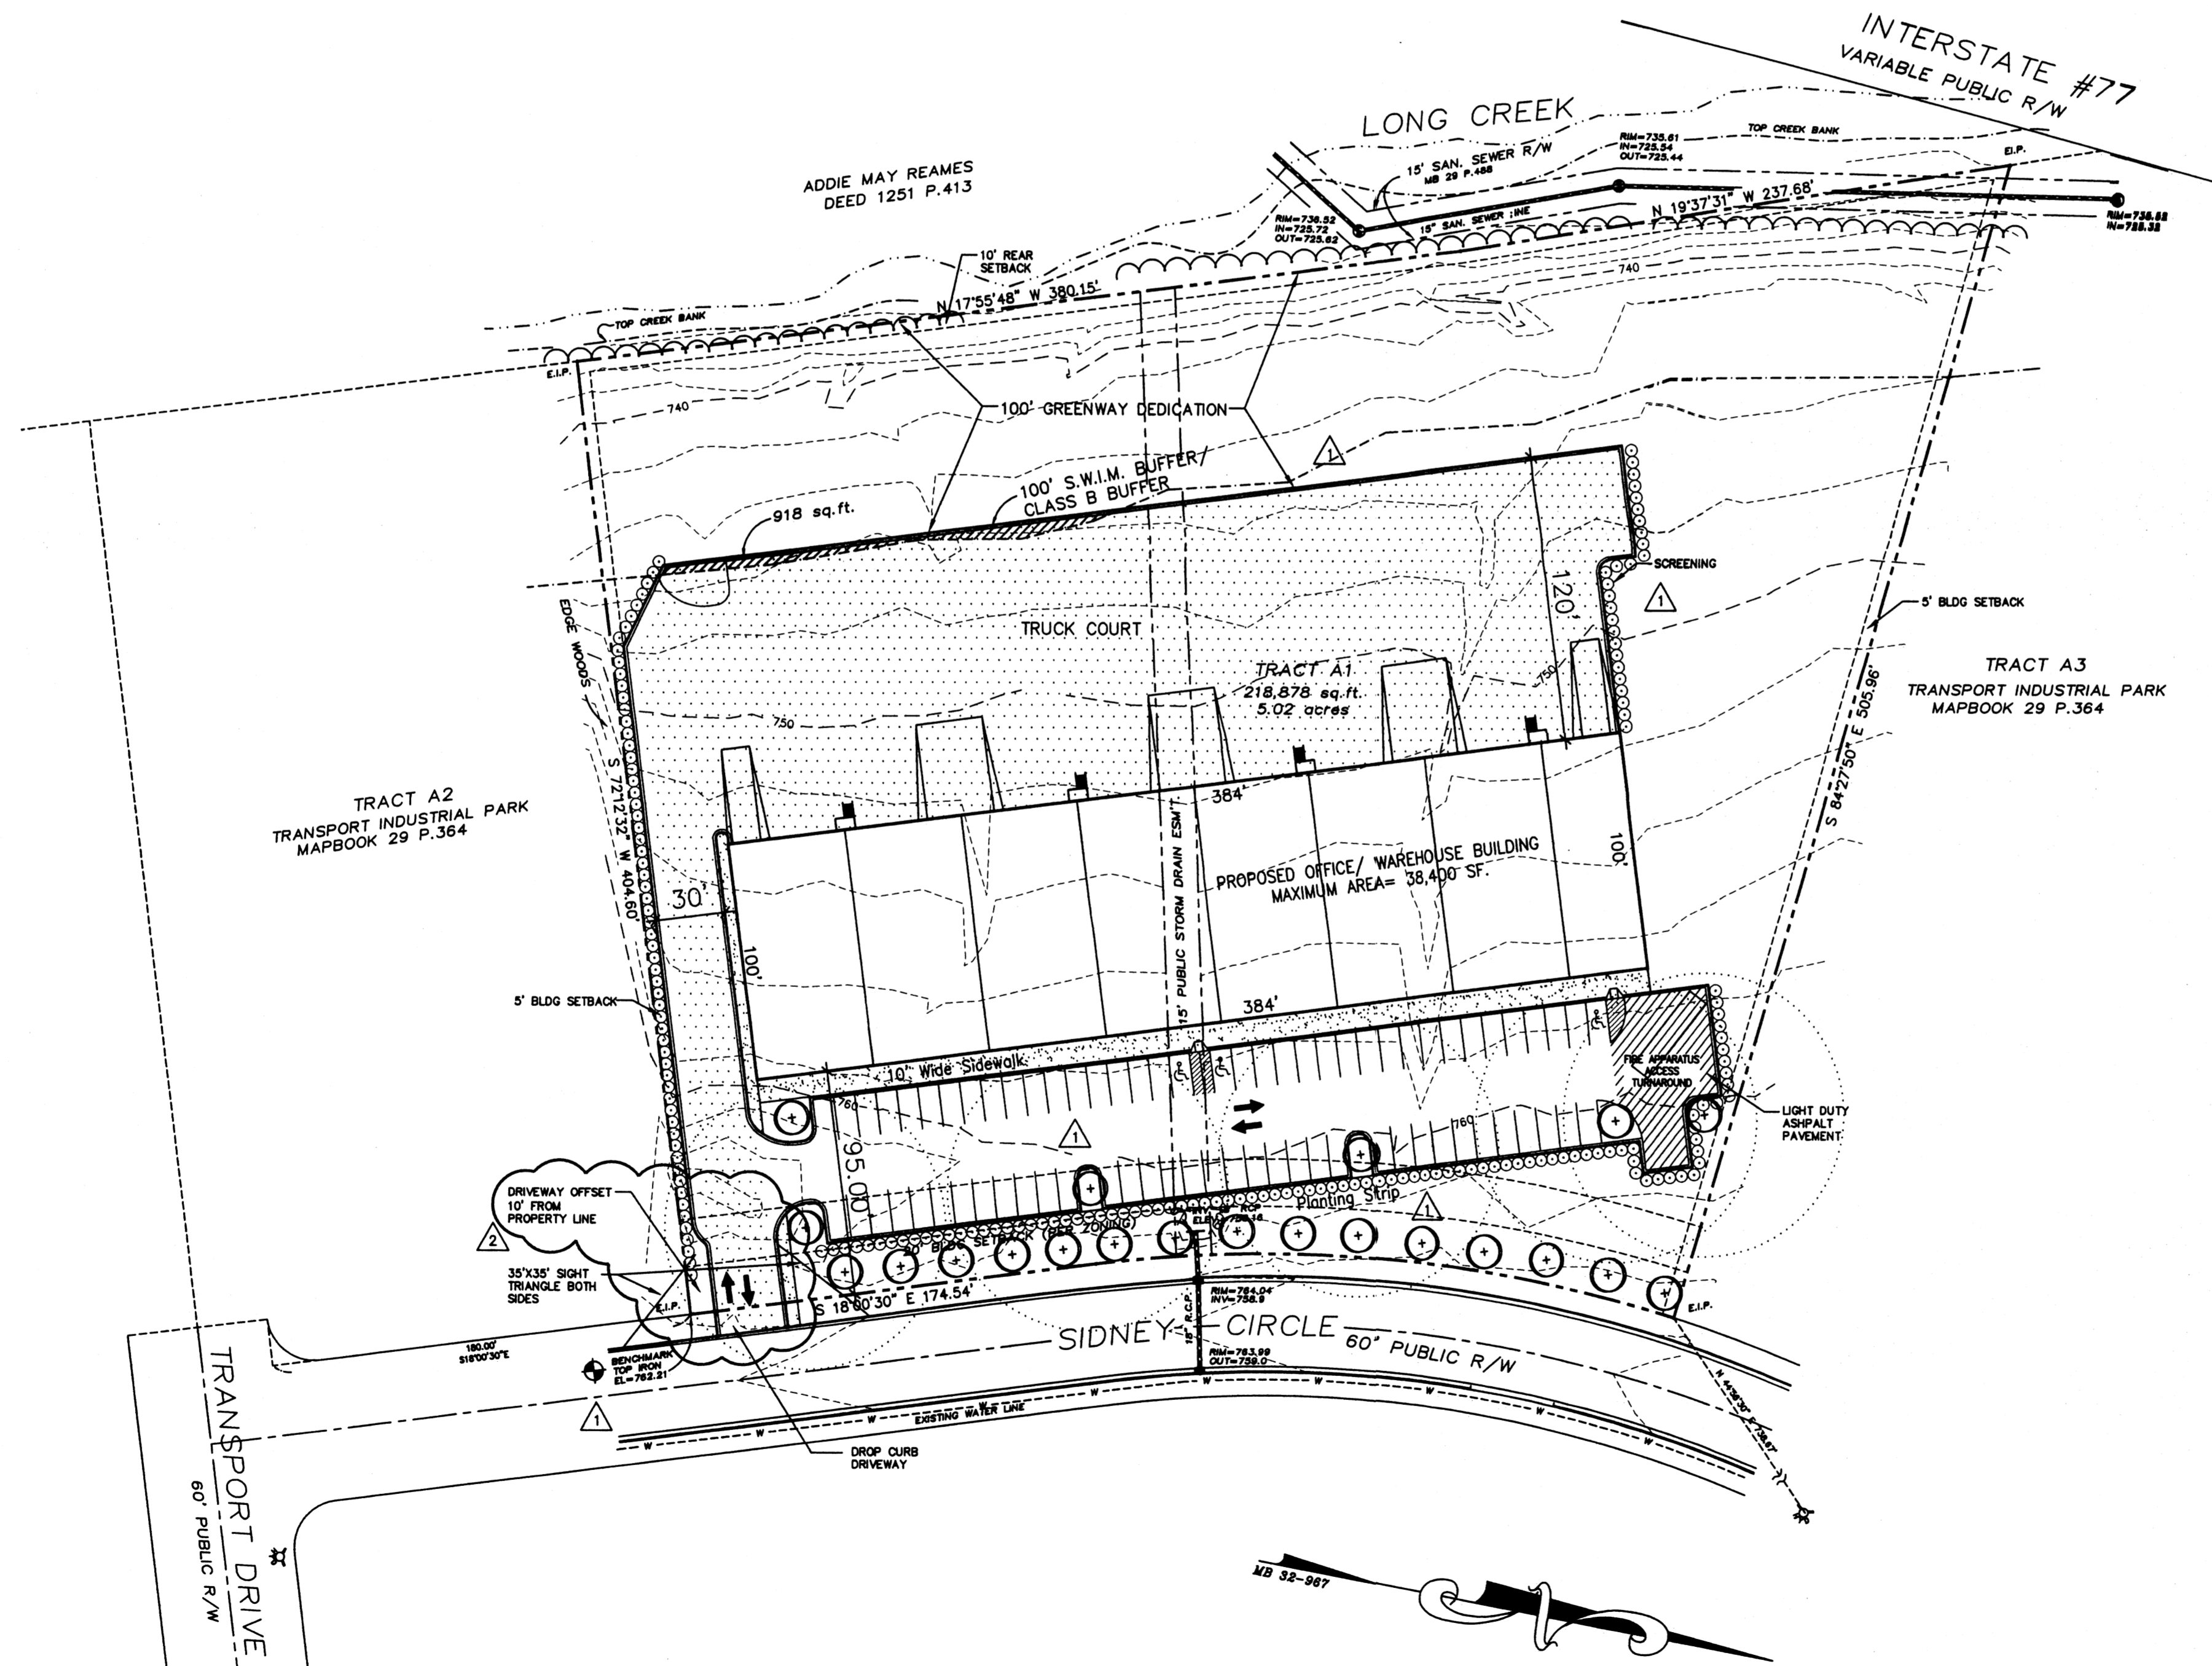 INTERSTATE #77
VARIABLE PUBLIC R/W
LONG CREEK
TOP CREEK BANK
RIM=735.61
IN=725.54
OUT=725.44
15' SAN. SEWER R/W
MB 29 P.488
E.I.P.
ADDIE MAY REAMES
DEED 1251 P.413
N 19°37'31" W 237.68'
RIM=736.52
IN=725.72
OUT=725.62
15" SAN. SEWER LINE
10' REAR
SETBACK
740
N 17°55'48" W 380.15'
TOP CREEK BANK
E.I.P.
740
100' GREENWAY DEDICATION
1
100' S.W.I.M. BUFFER/
CLASS B BUFFER
918 sq.ft.
SCREENING
1
120'
5' BLDG SETBACK
EDGE WOODS
TRUCK COURT
TRACT A1
218,878 sq.ft.
5.02 acres
750
TRACT A3
TRANSPORT INDUSTRIAL PARK
MAPBOOK 29 P.364
750
S 84°27'50" E 505.96'
S 72°12'32" W 404.60'
TRACT A2
TRANSPORT INDUSTRIAL PARK
MAPBOOK 29 P.364
384'
PROPOSED OFFICE/ WAREHOUSE BUILDING
MAXIMUM AREA= 38,400 SF.
100'
30'
100'
15' PUBLIC STORM DRAIN ESM'T.
5' BLDG SETBACK
384'
10' Wide Sidewalk
FIRE APPARATUS
ACCESS
TURNAROUND
760
1
760
LIGHT DUTY
ASHPALT
PAVEMENT
95.00'
DRIVEWAY OFFSET
10' FROM
PROPERTY LINE
2
Planting Strip
1
BLDG SETBACK (PER ZONING)
35'X35' SIGHT
TRIANGLE BOTH
SIDES
E.I.P.
S 18°00'30" E 174.54'
RIM=764.04
INV=758.9
E.I.P.
18" R.C.P.
SIDNEY CIRCLE
60' PUBLIC R/W
180.00'
S18°00'30"E
BENCHMARK
TOP IRON
EL=762.21
1
RIM=763.99
OUT=759.0
W W W W W W W W
EXISTING WATER LINE
DROP CURB
DRIVEWAY
TRANSPORT DRIVE
60' PUBLIC R/W
MB 32-967